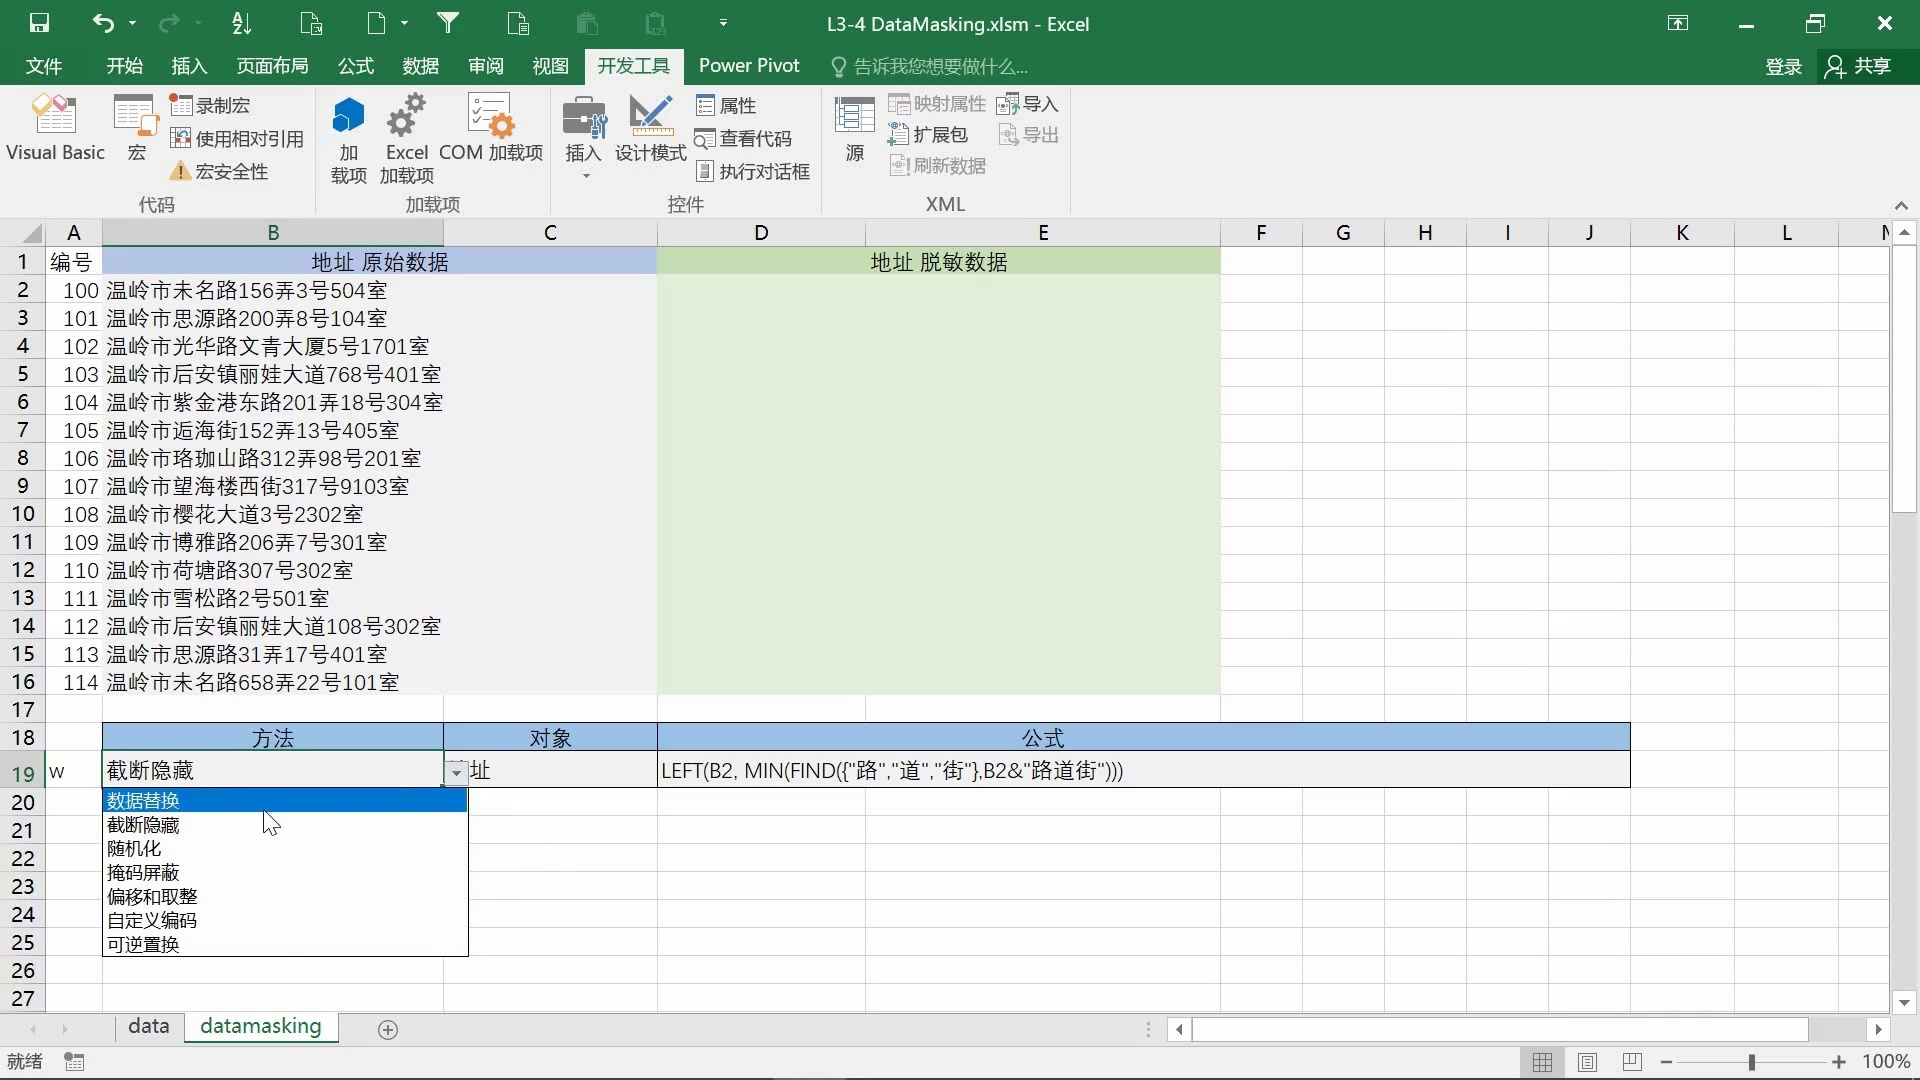 L3-4 DataMasking.xlsm - Excel
文件 开始 插入 页面布局 公式 数据 审阅 视图 开发工具 Power Pivot 告诉我您想要做什么... 登录 共享
Visual Basic 宏 录制宏 使用相对引用 宏安全性 代码
加载项 Excel 加载项 COM 加载项 加载项
插入 设计模式 属性 查看代码 执行对话框 控件
源 映射属性 扩展包 刷新数据 导入 导出 XML
A B C D E F G H I J K L
1 编号 地址 原始数据 地址 脱敏数据
2 100 温岭市未名路156弄3号504室
3 101 温岭市思源路200弄8号104室
4 102 温岭市光华路文青大厦5号1701室
5 103 温岭市后安镇丽娃大道768号401室
6 104 温岭市紫金港东路201弄18号304室
7 105 温岭市逅海街152弄13号405室
8 106 温岭市珞珈山路312弄98号201室
9 107 温岭市望海楼西街317号9103室
10 108 温岭市樱花大道3号2302室
11 109 温岭市博雅路206弄7号301室
12 110 温岭市荷塘路307号302室
13 111 温岭市雪松路2号501室
14 112 温岭市后安镇丽娃大道108号302室
15 113 温岭市思源路31弄17号401室
16 114 温岭市未名路658弄22号101室
17
18 方法 对象 公式
19 w 截断隐藏 址 LEFT(B2, MIN(FIND({"路","道","街"},B2&"路道街")))
20 数据替换
21 截断隐藏
22 随机化
23 掩码屏蔽
24 偏移和取整
25 自定义编码
可逆置换
26
27
data datamasking
就绪 100%